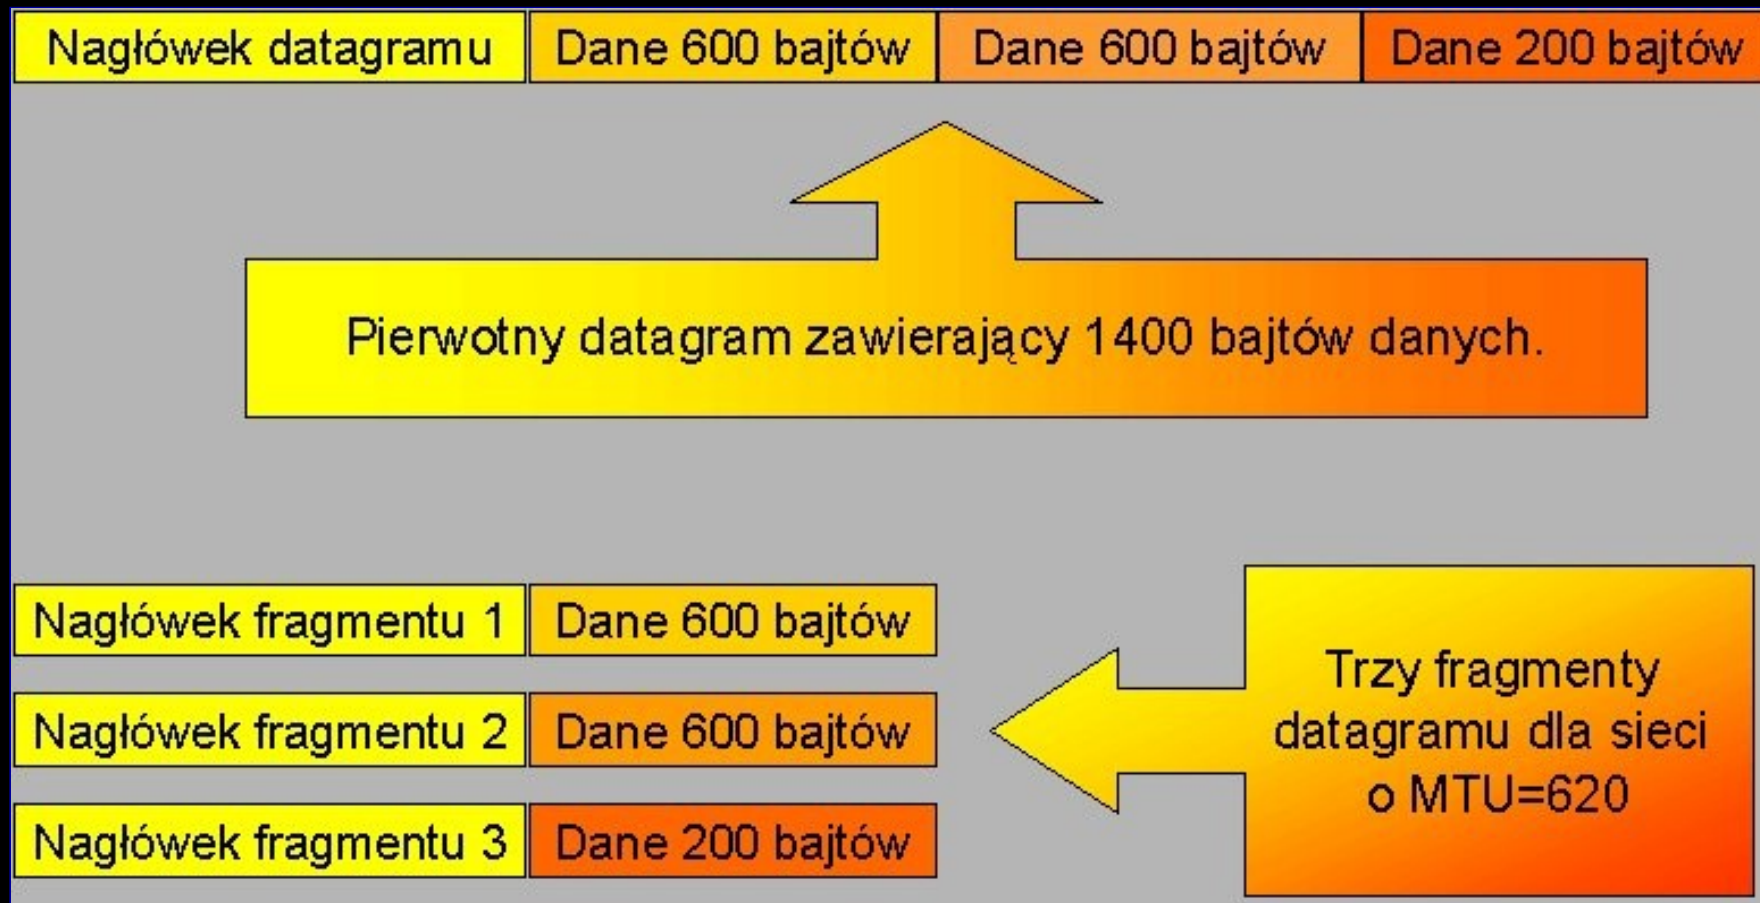 Nagłówek datagramu Dane 600 bajtów Dane 600 bajtów Dane 200 bajtów
Pierwotny datagram zawierający 1400 bajtów danych.
Nagłówek fragmentu 1 Dane 600 bajtów
Nagłówek fragmentu 2 Dane 600 bajtów
Nagłówek fragmentu 3 Dane 200 bajtów
Trzy fragmenty
datagramu dla sieci
o MTU=620